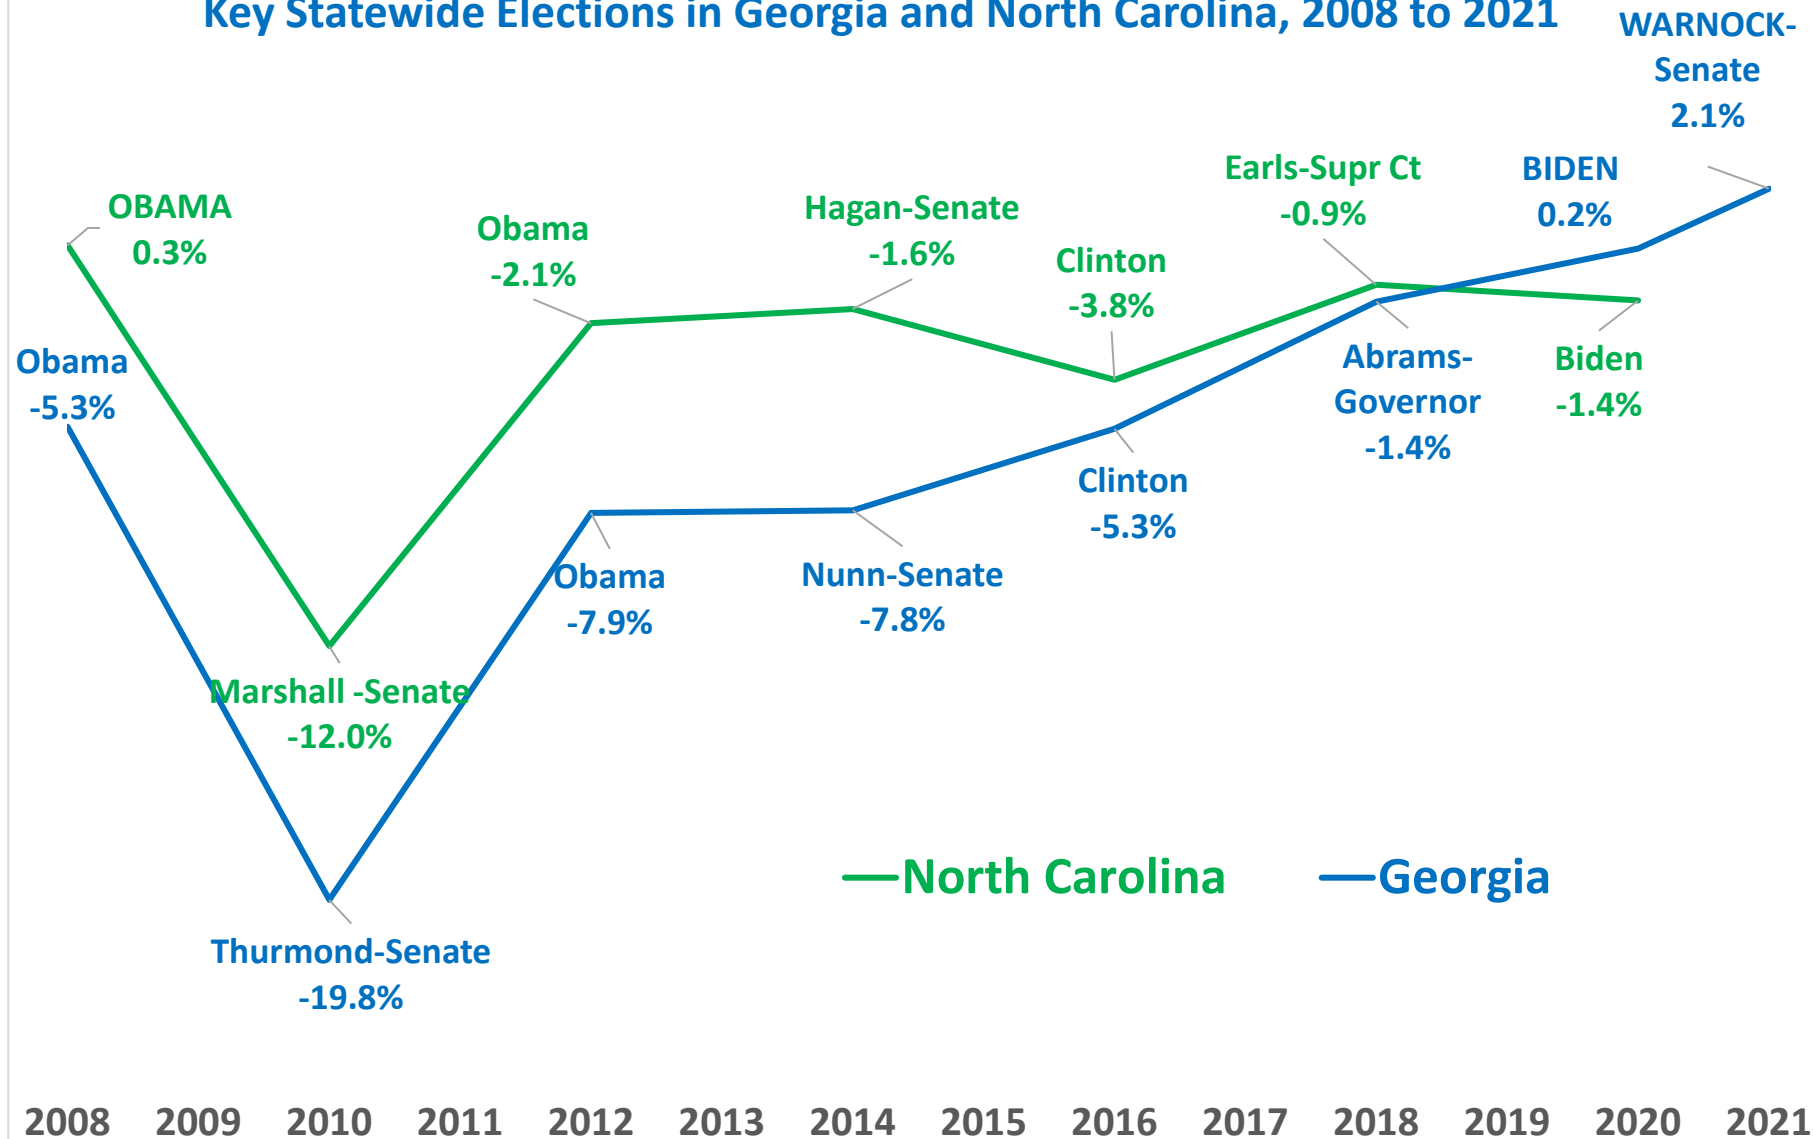 Key Statewide Elections in Georgia and North Carolina, 2008 to 2021
WARNOCK-
Senate
2.1%
OBAMA
0.3%
Obama
-2.1%
Hagan-Senate
-1.6%
Clinton
-3.8%
Earls-Supr Ct
-0.9%
BIDEN
0.2%
Obama
-5.3%
Abrams-
Governor
-1.4%
Biden
-1.4%
Clinton
-5.3%
Obama
-7.9%
Nunn-Senate
-7.8%
Marshall -Senate
-12.0%
Thurmond-Senate
-19.8%
North Carolina
Georgia
2008 2009 2010 2011 2012 2013 2014 2015 2016 2017 2018 2019 2020 2021